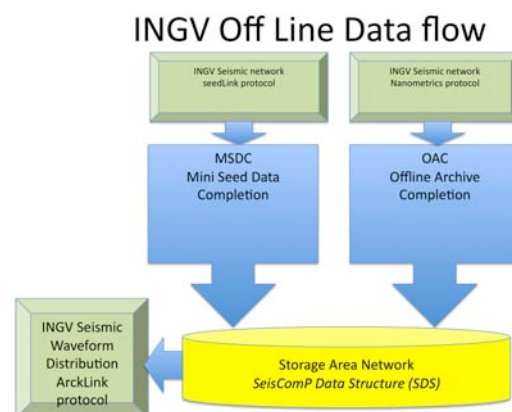 INGV Off Line Data flow
INGV Seismic network
seedLink protocol
INGV Seismic network
Nanometrics protocol
MSDC
Mini Seed Data
Completion
OAC
Offline Archive
Completion
INGV Seismic
Waveform
Distribution
ArckLink
protocol
Storage Area Network
SeisComP Data Structure (SDS)